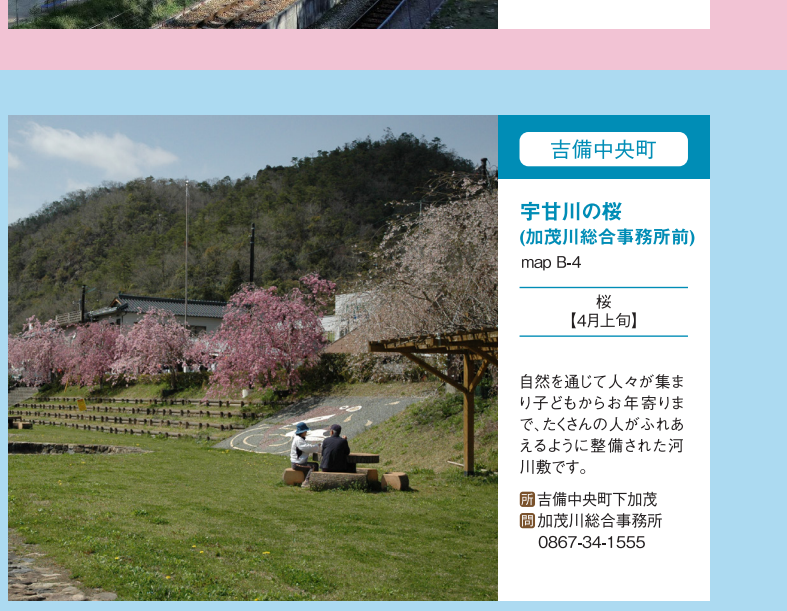 吉備中央町
宇甘川の桜
(加茂川総合事務所前)
map B-4
桜
【4月上旬】
自然を通じて人々が集ま
り子どもからお年寄りま
で、たくさんの人がふれあ
えるように整備された河
川敷です。
所吉備中央町下加茂
問加茂川総合事務所
0867-34-1555